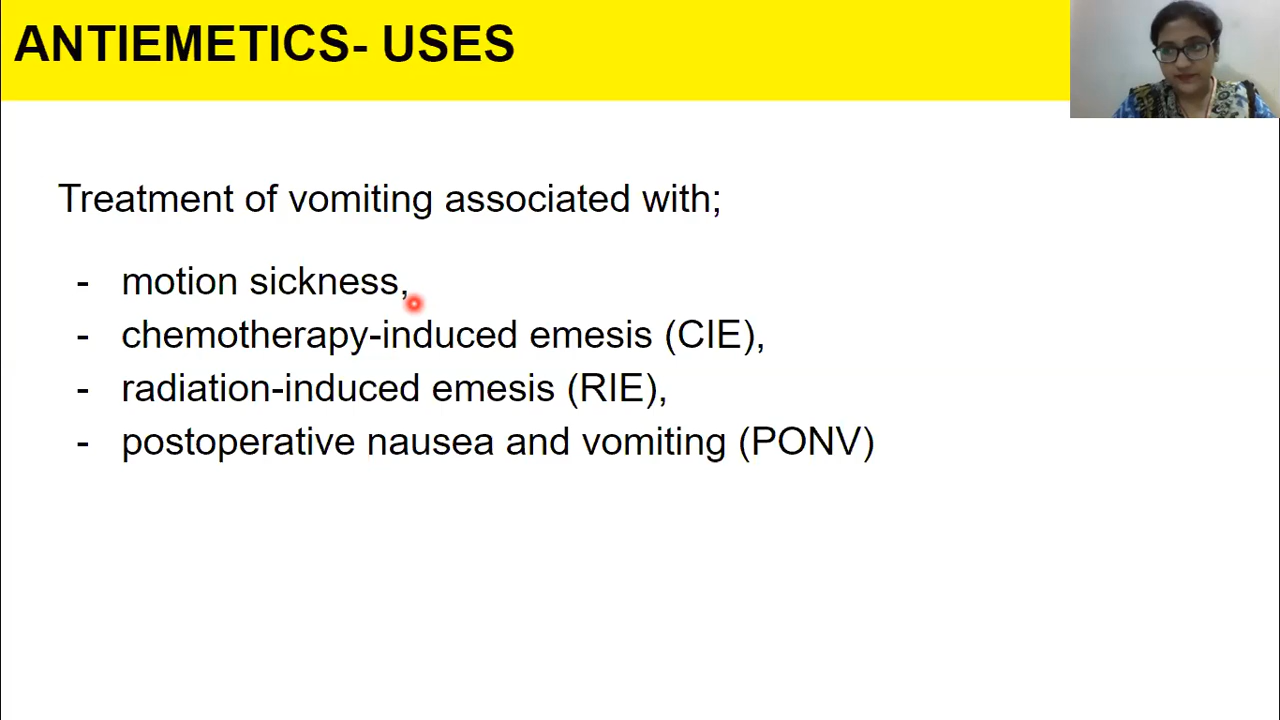 ANTIEMETICS- USES
Treatment of vomiting associated with;
- motion sickness,
- chemotherapy-induced emesis (CIE),
- radiation-induced emesis (RIE),
- postoperative nausea and vomiting (PONV)